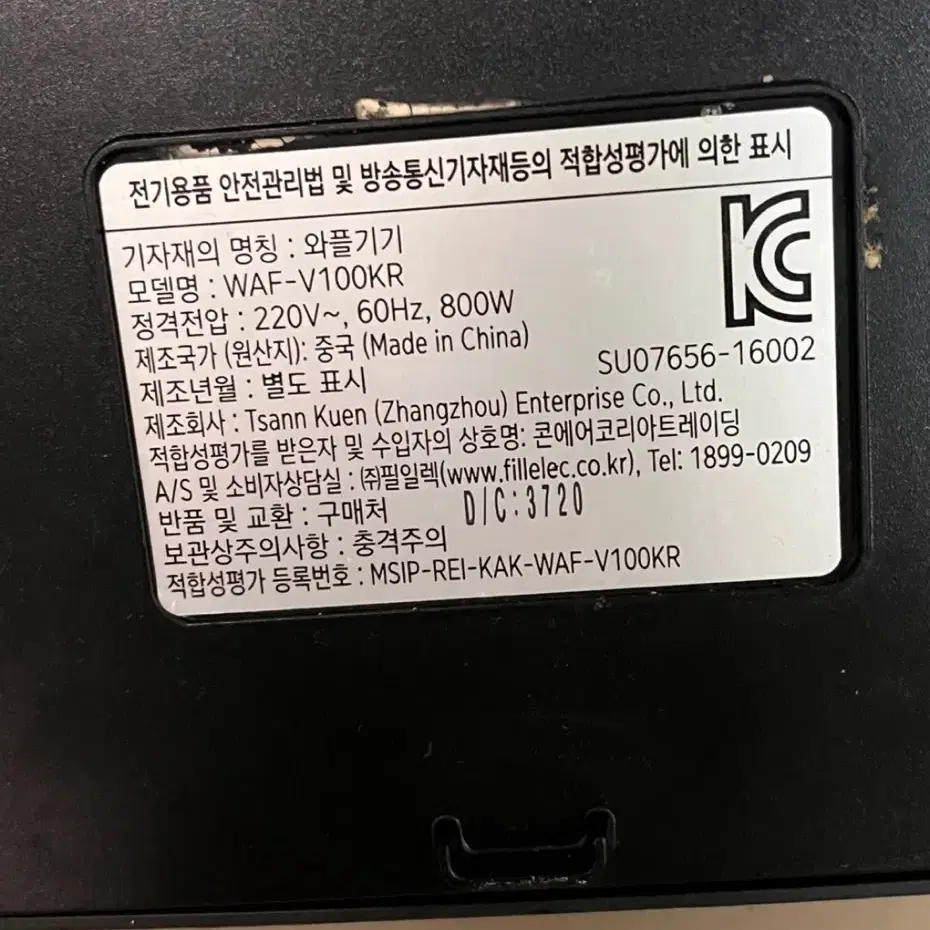 전기용품 안전관리법 및 방송통신기자재등의 적합성평가에 의한 표시
기자재의 명칭 : 와플기기
모델명 : WAF-V100KR
정격전압 : 220V~, 60Hz, 800W
제조국가 (원산지): 중국 (Made in China)
SU07656-16002
제조년월 : 별도 표시
제조회사 : Tsann Kuen (Zhangzhou) Enterprise Co., Ltd.
적합성평가를 받은자 및 수입자의 상호명: 콘에어코리아트레이딩
A/S 및 소비자상담실 : ㈜필일렉(www.fillelec.co.kr), Tel: 1899-0209
반품 및 교환 : 구매처 D/C:3720
보관상주의사항 : 충격주의
적합성평가 등록번호 : MSIP-REI-KAK-WAF-V100KR